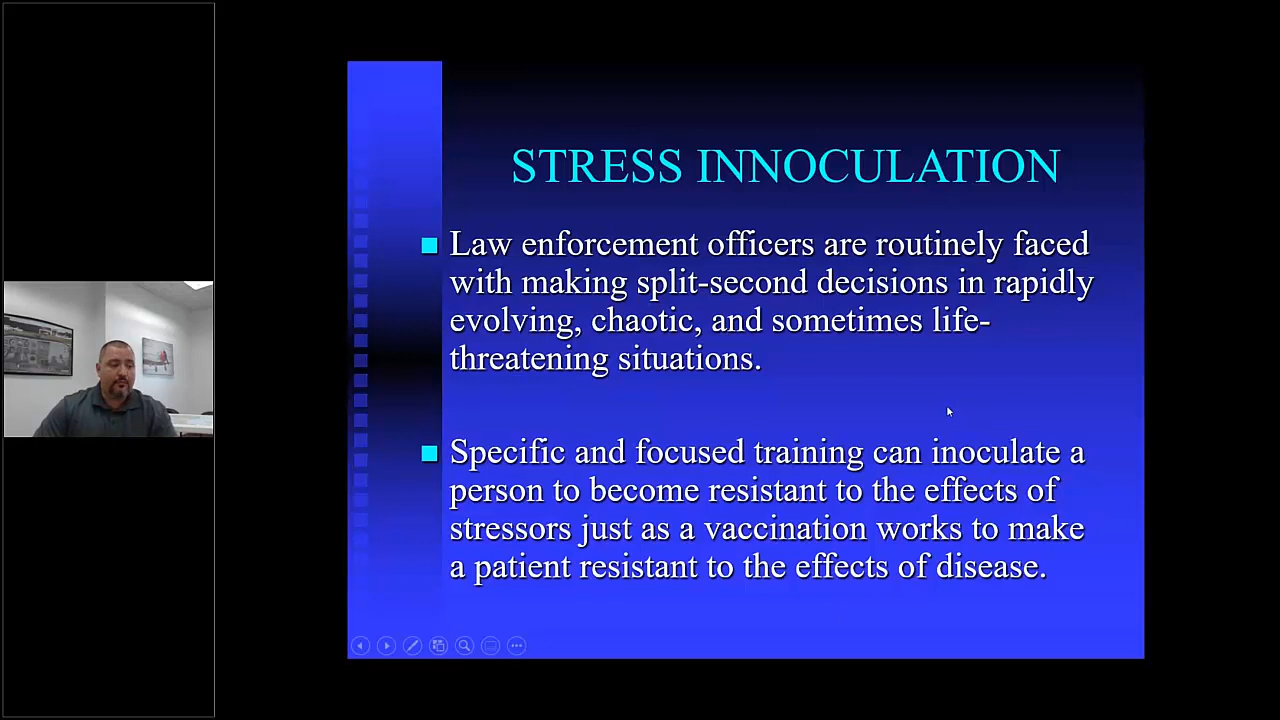 STRESS INNOCULATION
Law enforcement officers are routinely faced
with making split-second decisions in rapidly
evolving, chaotic, and sometimes life-
threatening situations.
Specific and focused training can inoculate a
person to become resistant to the effects of
stressors just as a vaccination works to make
a patient resistant to the effects of disease.